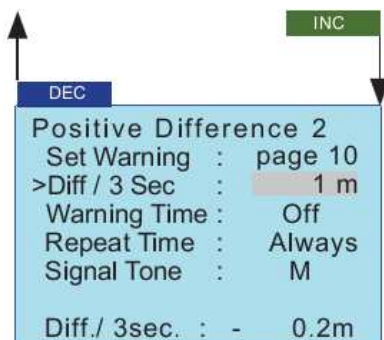 INC
DEC
Positive Difference 2
Set Warning : page 10
>Diff / 3 Sec : 1 m
Warning Time : Off
Repeat Time : Always
Signal Tone : M
Diff./ 3sec. : - 0.2m